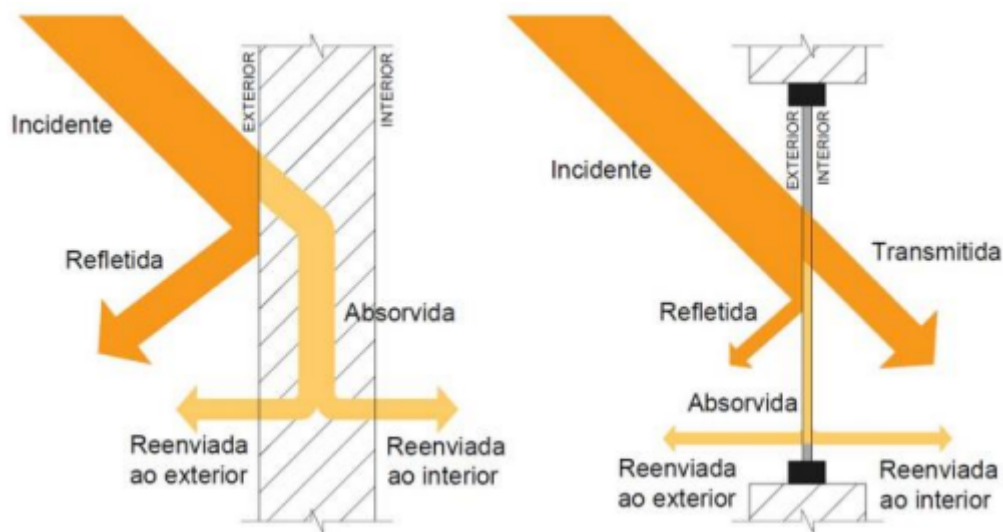 EXTERIOR
INTERIOR
Incidente
Refletida
Absorvida
Reenviada
ao exterior
Reenviada
ao interior
EXTERIOR
INTERIOR
Incidente
Transmitida
Refletida
Absorvida
Reenviada
ao exterior
Reenviada
ao interior